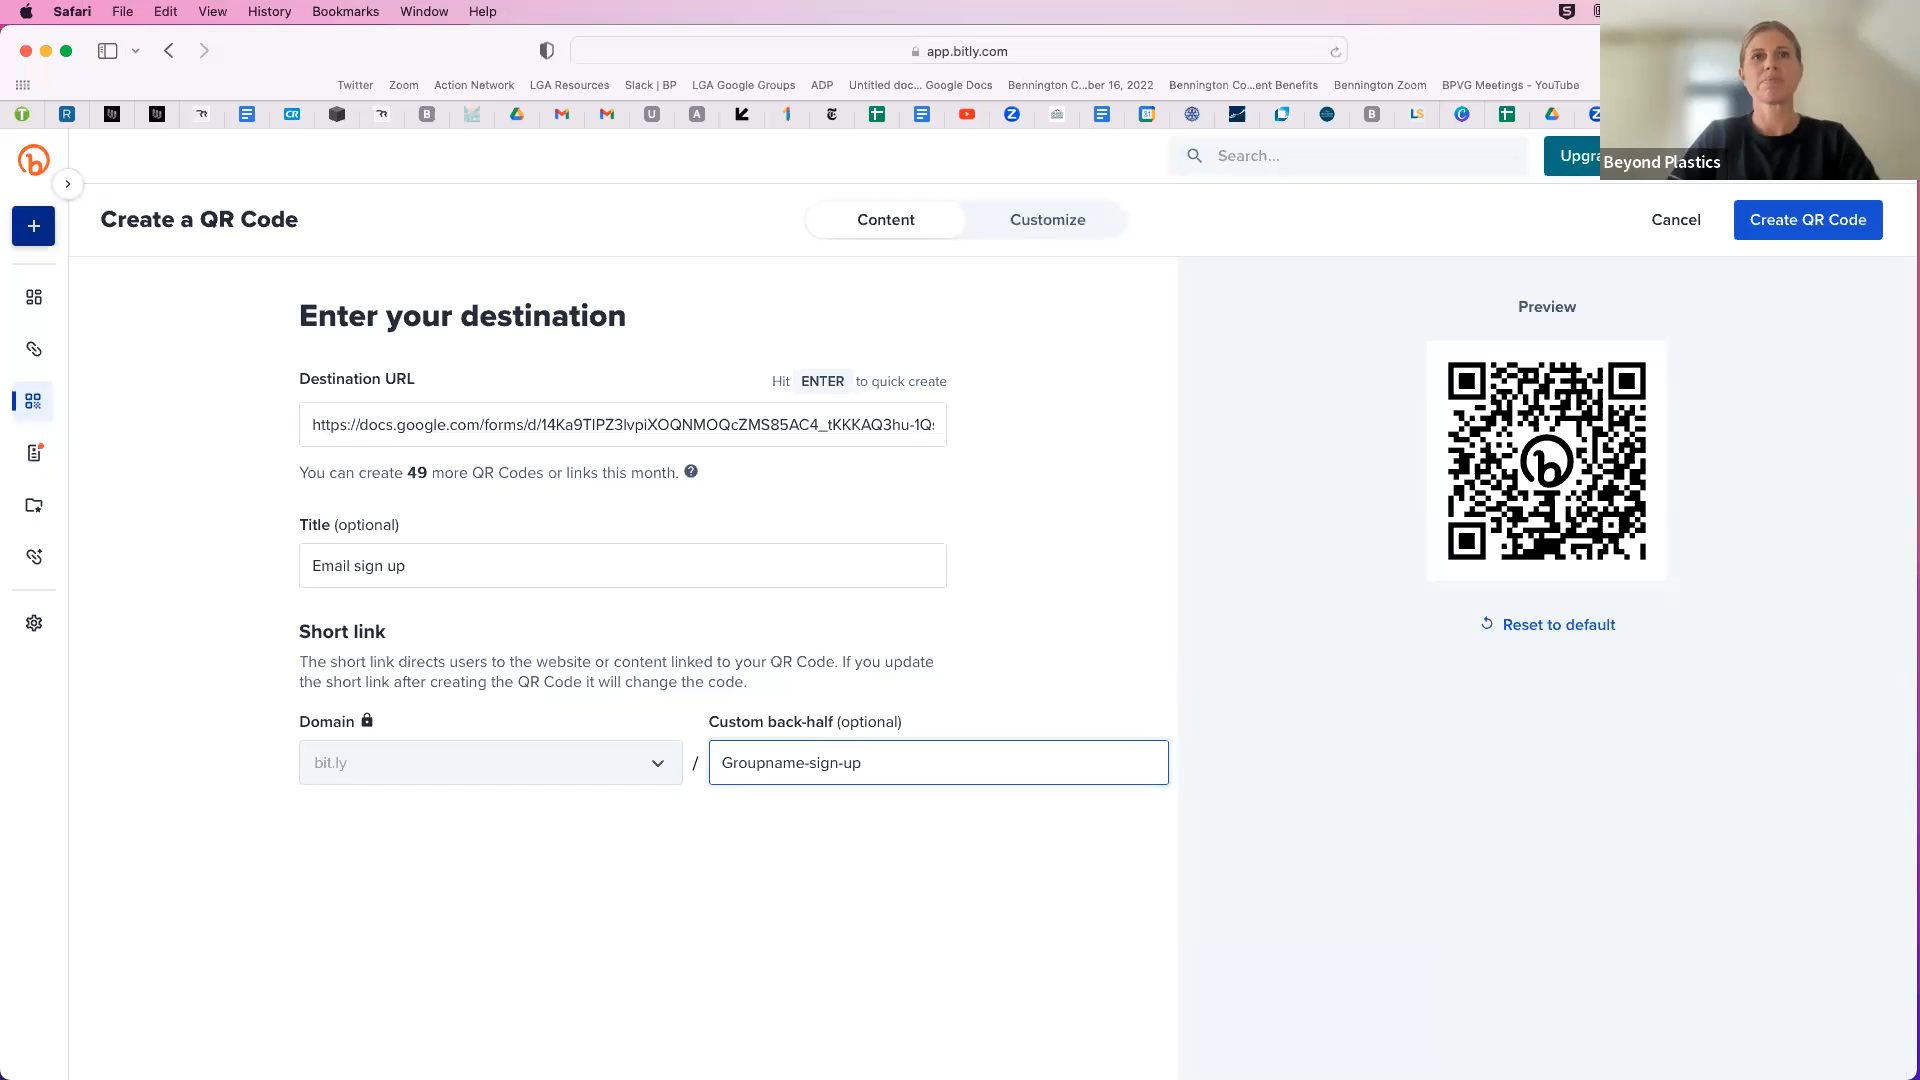 Safari File Edit View History Bookmarks Window Help
app.bitly.com
Twitter Zoom Action Network LGA Resources Slack | BP LGA Google Groups ADP Untitled doc... Google Docs Bennington C...ber 16, 2022 Bennington Co...ent Benefits Bennington Zoom BPVG Meetings - YouTube
Search...
Upgra
Beyond Plastics
Create a QR Code
Content
Customize
Cancel
Create QR Code
Enter your destination
Destination URL
Hit ENTER to quick create
https://docs.google.com/forms/d/14Ka9TlPZ3lvpiXOQNMOQcZMS85AC4_tKKKAQ3hu-1Q
You can create 49 more QR Codes or links this month.
Title (optional)
Email sign up
Short link
The short link directs users to the website or content linked to your QR Code. If you update
the short link after creating the QR Code it will change the code.
Domain
Custom back-half (optional)
bit.ly
/
Groupname-sign-up
Preview
Reset to default